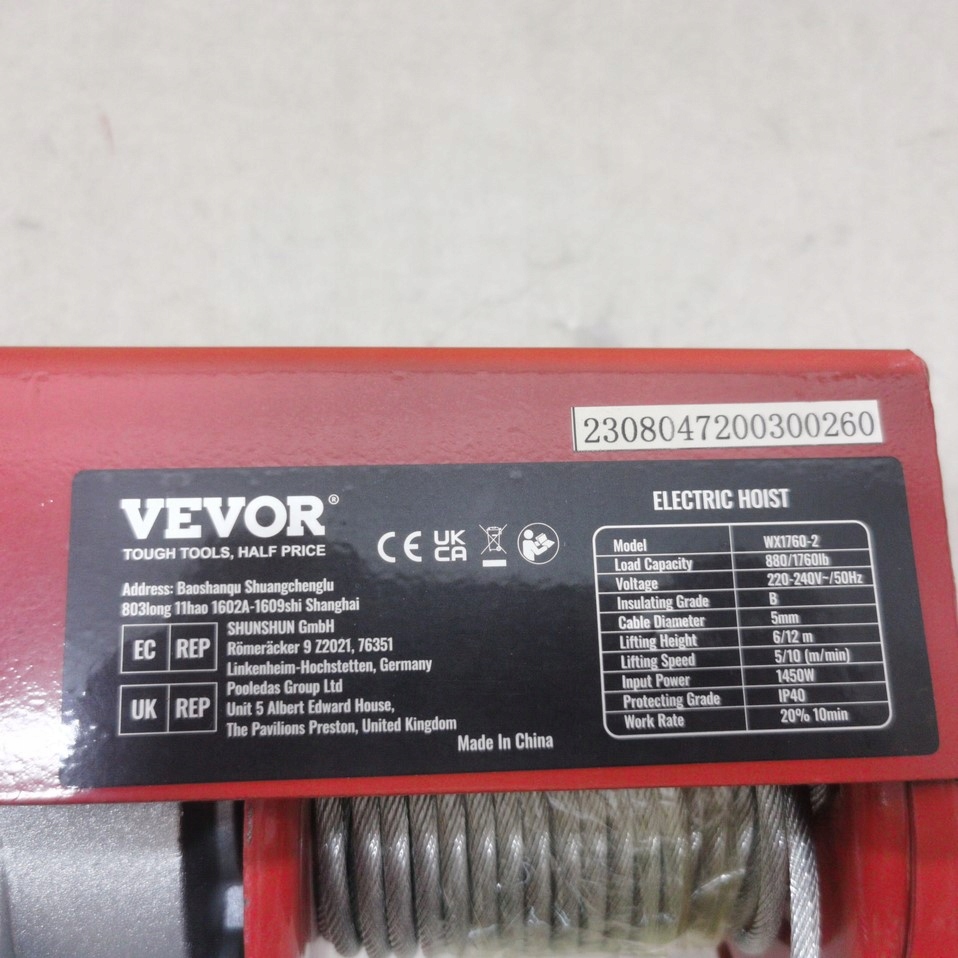 2308047200300260
VEVOR®
TOUGH TOOLS, HALF PRICE
CE UK CA
Address: Baoshanqu Shuangchenglu
803long 11hao 1602A-1609shi Shanghai
EC REP
SHUNSHUN GmbH
Römeräcker 9 Z2021, 76351
Linkenheim-Hochstetten, Germany
UK REP
Pooledas Group Ltd
Unit 5 Albert Edward House,
The Pavilions Preston, United Kingdom
Made In China
ELECTRIC HOIST
Model WX1760-2
Load Capacity 880/1760lb
Voltage 220-240V~/50Hz
Insulating Grade B
Cable Diameter 5mm
Lifting Height 6/12 m
Lifting Speed 5/10 (m/min)
Input Power 1450W
Protecting Grade IP40
Work Rate 20% 10min